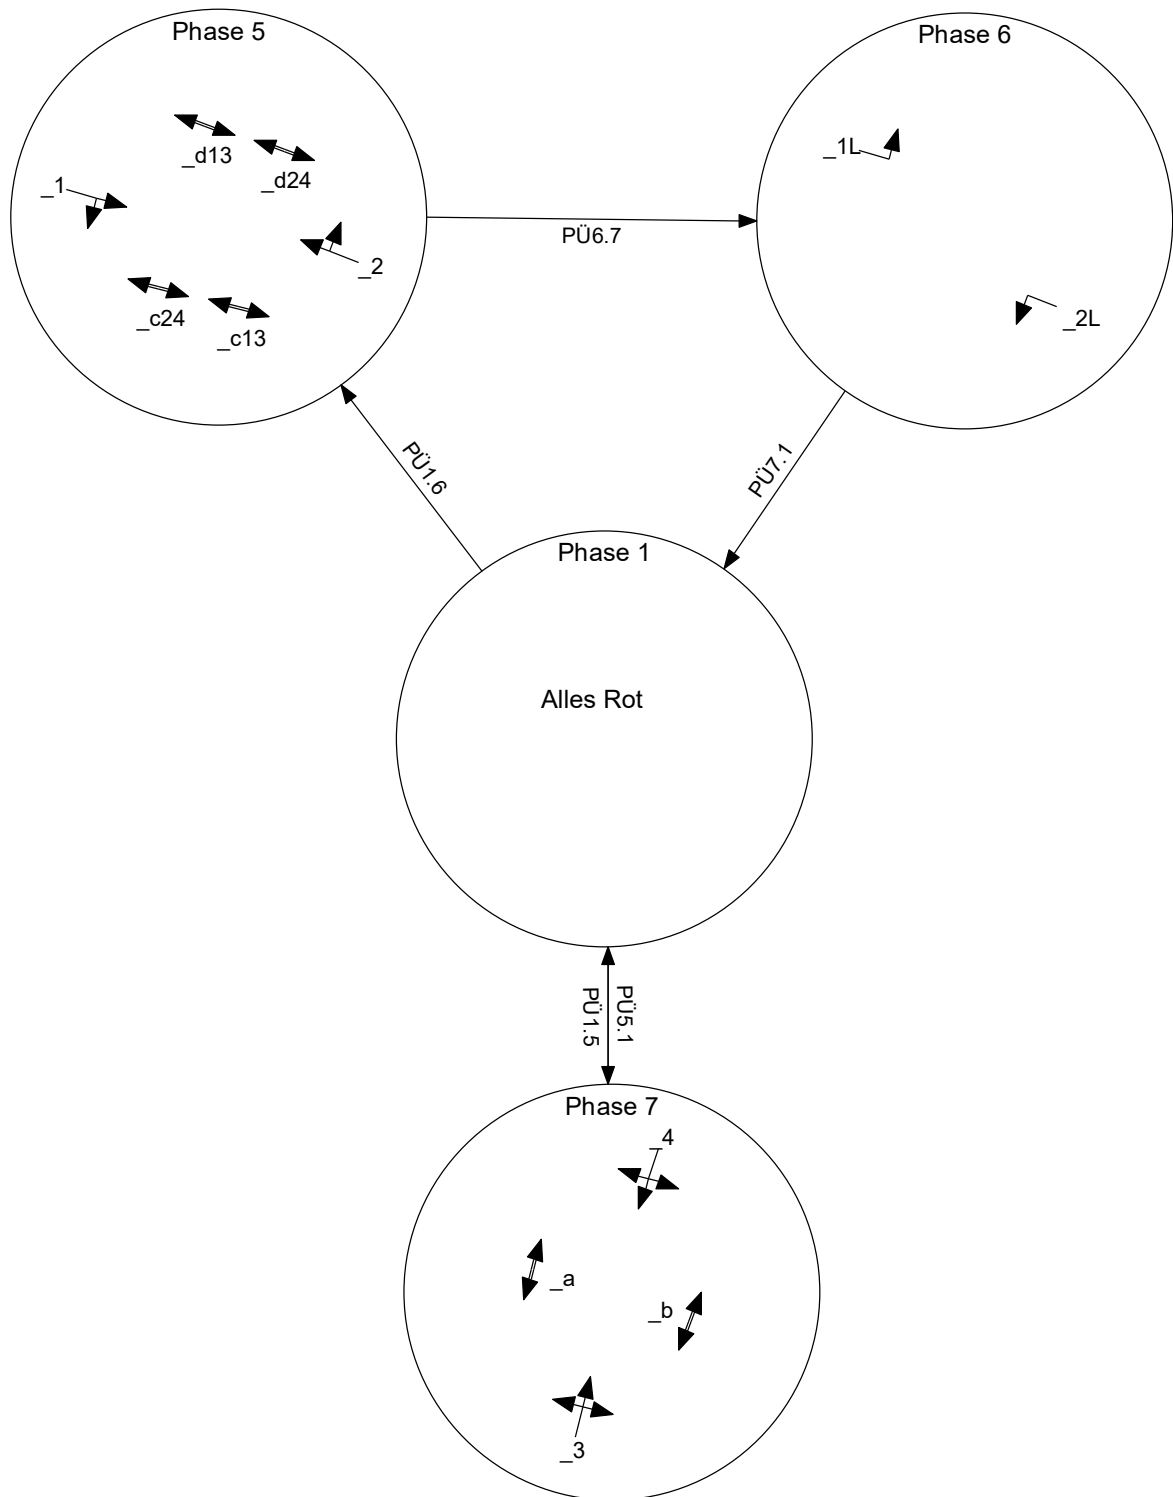 Phase 5
Phase 6
_d13
_d24
_1
_2
_c24
_c13
_1L
_2L
PÜ6.7
PÜ1.6
PÜ7.1
Phase 1
Alles Rot
PÜ1.5
PÜ5.1
Phase 7
_4
_a
_b
_3